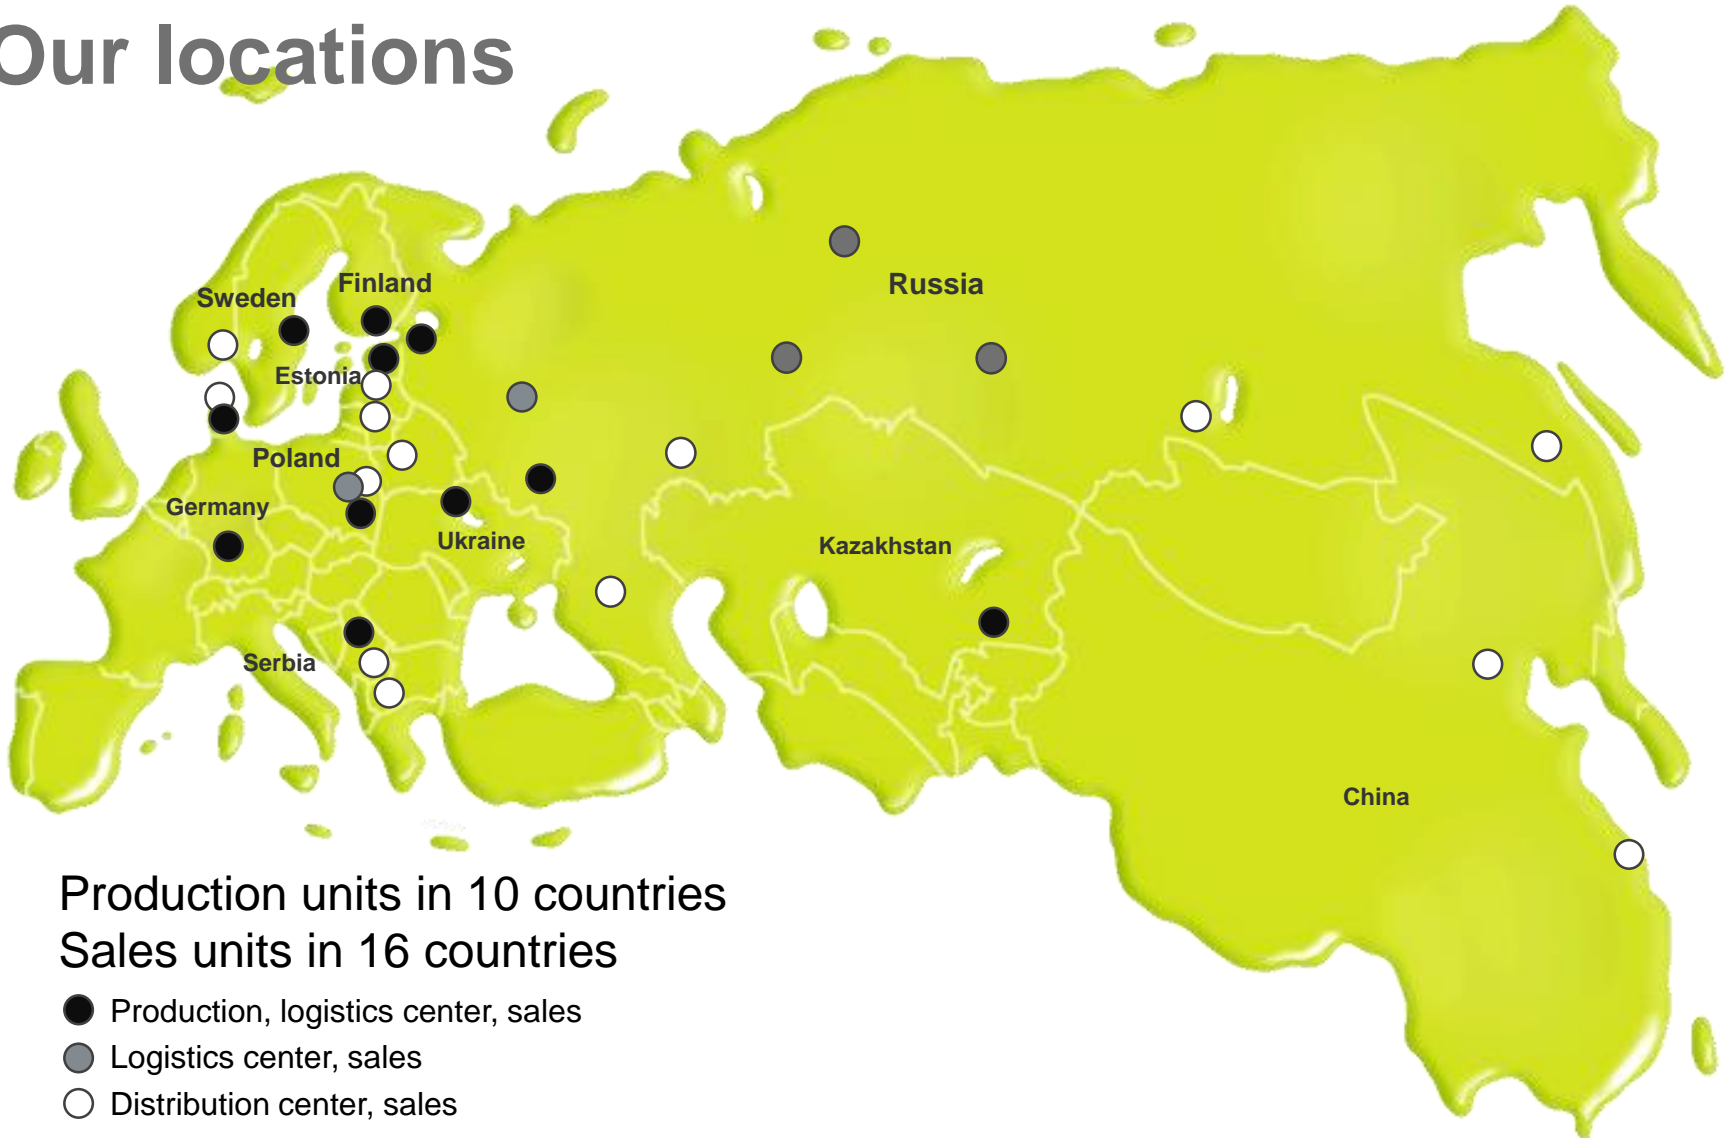 Our locations
Finland
Sweden
Russia
Estonia
Poland
Germany
Ukraine
Kazakhstan
Serbia
China
Production units in 10 countries
Sales units in 16 countries
Production, logistics center, sales
Logistics center, sales
Distribution center, sales